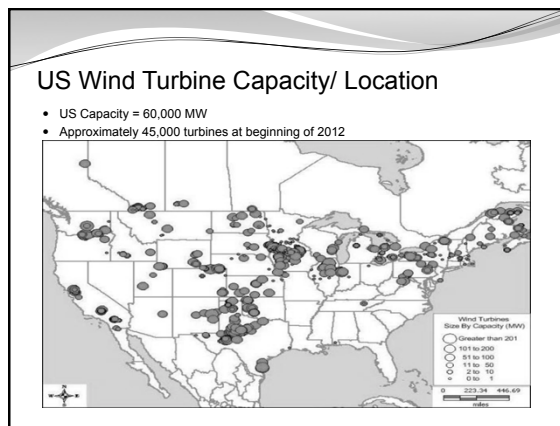 US Wind Turbine Capacity/ Location
• US Capacity = 60,000 MW
• Approximately 45,000 turbines at beginning of 2012
Wind Turbines
Size By Capacity (MW)
Greater than 201
101 to 200
51 to 100
11 to 50
2 to 10
0 to 1
N
W E
S
0 223.34 446.69
miles